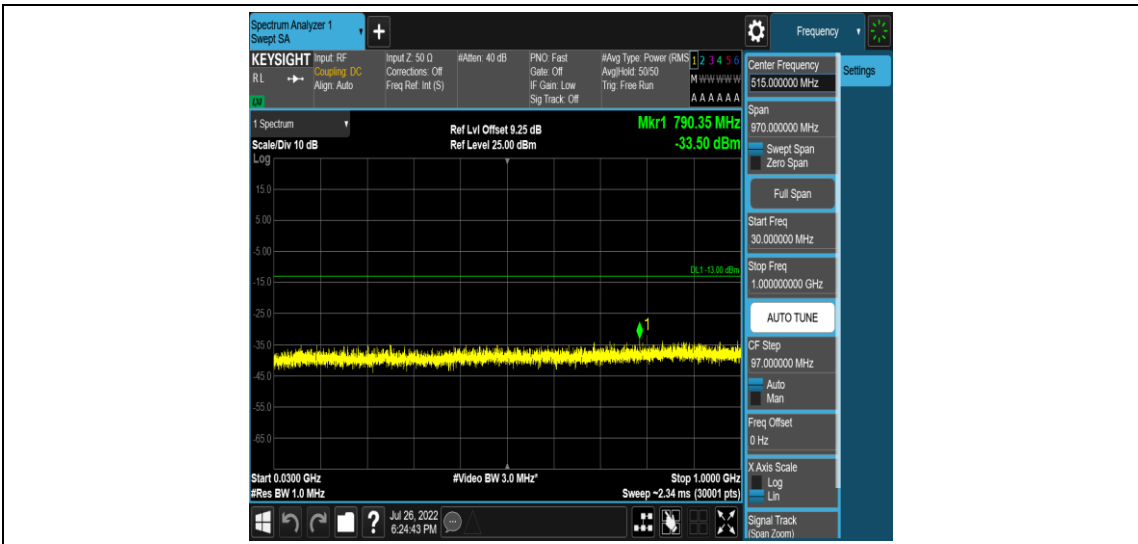 Spectrum Analyzer 1
Swept SA
+
Frequency
KEYSIGHT
RL
LXI
Input: RF
Coupling: DC
Align: Auto
Input Z: 50 Ω
Corrections: Off
Freq Ref: Int (S)
#Atten: 40 dB
PNO: Fast
Gate: Off
IF Gain: Low
Sig Track: Off
#Avg Type: Power (RMS
Avg|Hold: 50/50
Trig: Free Run
1 2 3 4 5 6
M W W W W W
A A A A A A
1 Spectrum
Scale/Div 10 dB
Log
Ref Lvl Offset 9.25 dB
Ref Level 25.00 dBm
Mkr1 790.35 MHz
-33.50 dBm
15.0
5.00
-5.00
DL1 -13.00 dBm
-15.0
-25.0
1
-35.0
-45.0
-55.0
-65.0
Start 0.0300 GHz
#Res BW 1.0 MHz
#Video BW 3.0 MHz*
Stop 1.0000 GHz
Sweep ~2.34 ms (30001 pts)
?
Jul 26, 2022
6:24:43 PM
Center Frequency
515.000000 MHz
Settings
Span
970.000000 MHz
Swept Span
Zero Span
Full Span
Start Freq
30.000000 MHz
Stop Freq
1.000000000 GHz
AUTO TUNE
CF Step
97.000000 MHz
Auto
Man
Freq Offset
0 Hz
X Axis Scale
Log
Lin
Signal Track
(Span Zoom)